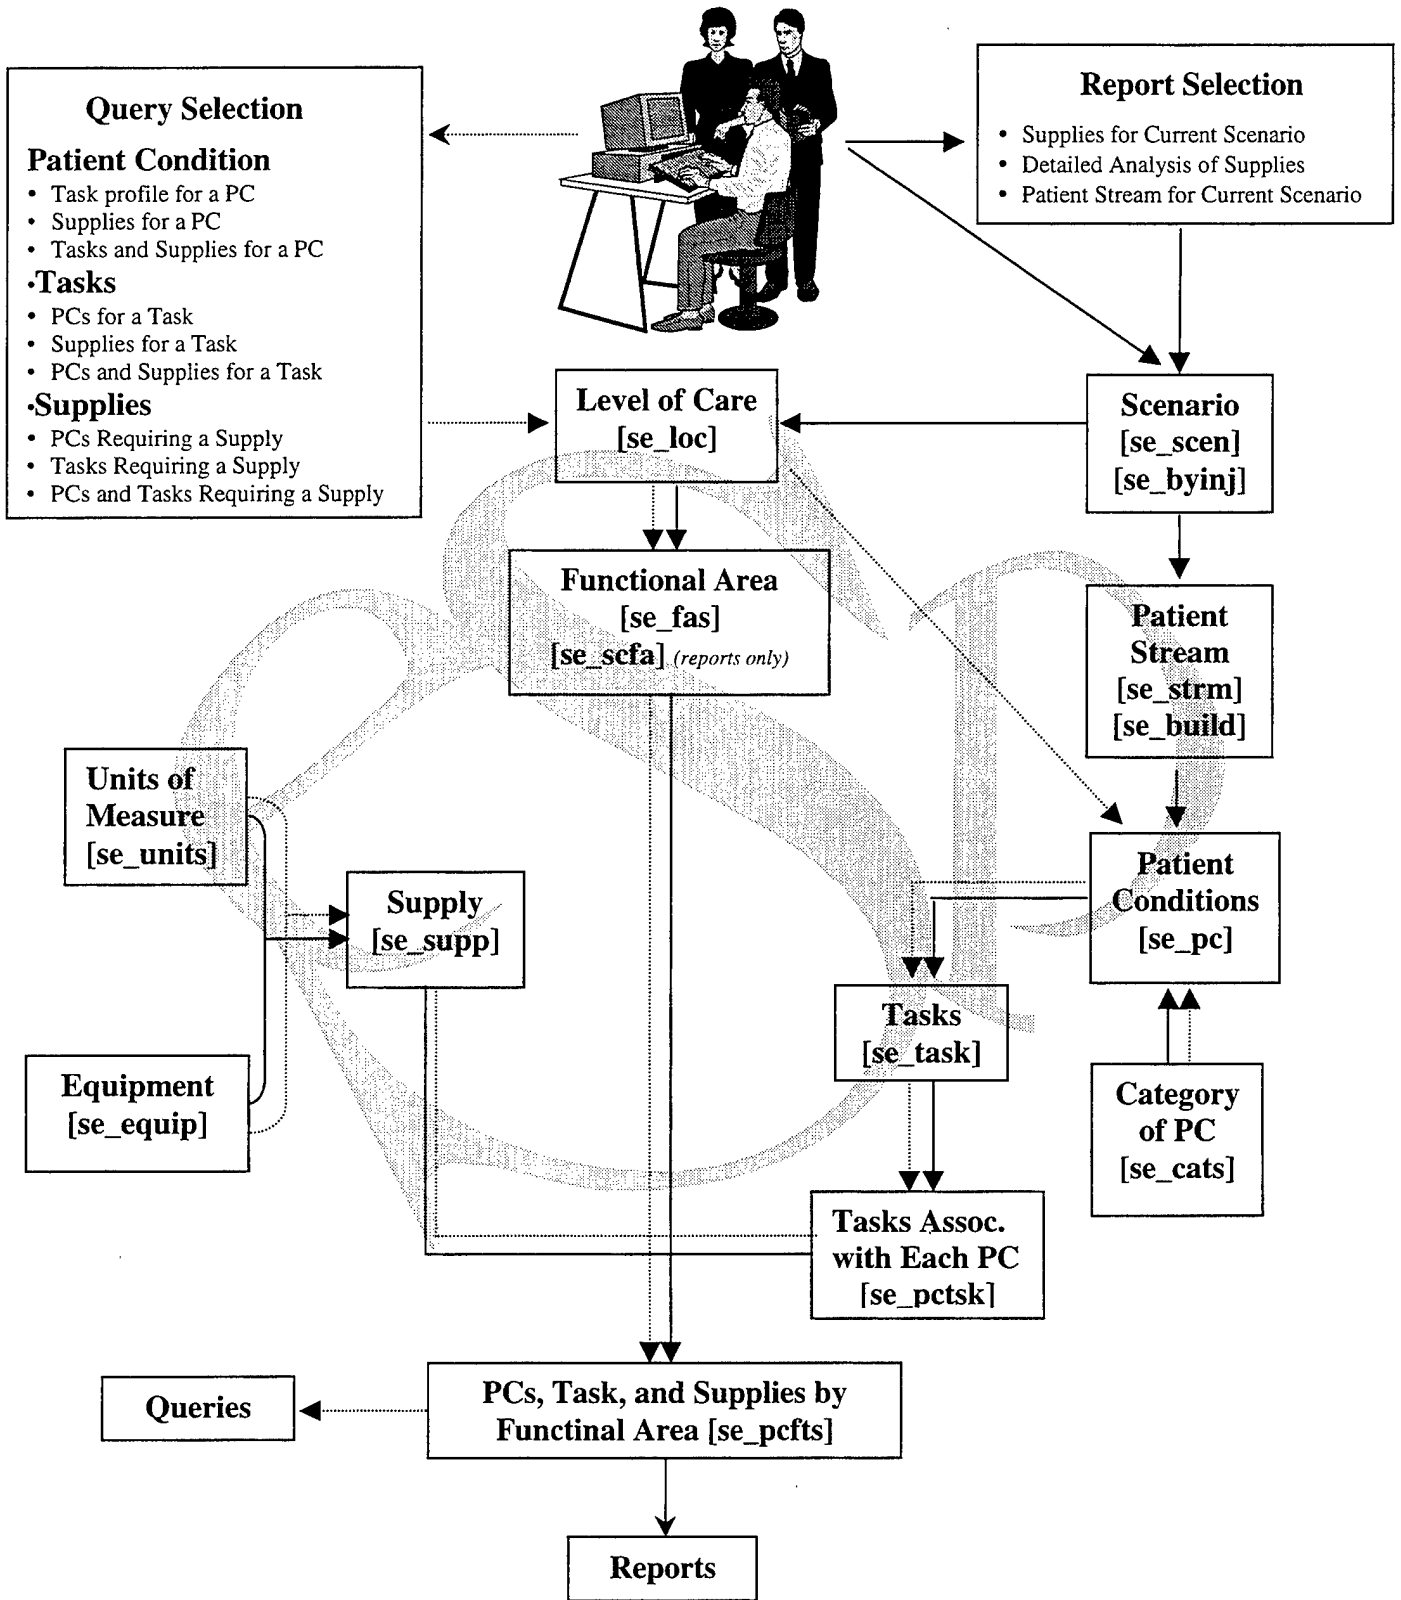 Query Selection
Patient Condition
• Task profile for a PC
• Supplies for a PC
• Tasks and Supplies for a PC
·Tasks
• PCs for a Task
• Supplies for a Task
• PCs and Supplies for a Task
·Supplies
• PCs Requiring a Supply
• Tasks Requiring a Supply
• PCs and Tasks Requiring a Supply
Report Selection
• Supplies for Current Scenario
• Detailed Analysis of Supplies
• Patient Stream for Current Scenario
Level of Care
[se_loc]
Scenario
[se_scen]
[se_byinj]
Functional Area
[se_fas]
[se_scfa] (reports only)
Patient
Stream
[se_strm]
[se_build]
Units of
Measure
[se_units]
Supply
[se_supp]
Patient
Conditions
[se_pc]
Tasks
[se_task]
Equipment
[se_equip]
Category
of PC
[se_cats]
Tasks Assoc.
with Each PC
[se_pctsk]
Queries
PCs, Task, and Supplies by
Functinal Area [se_pcfts]
Reports